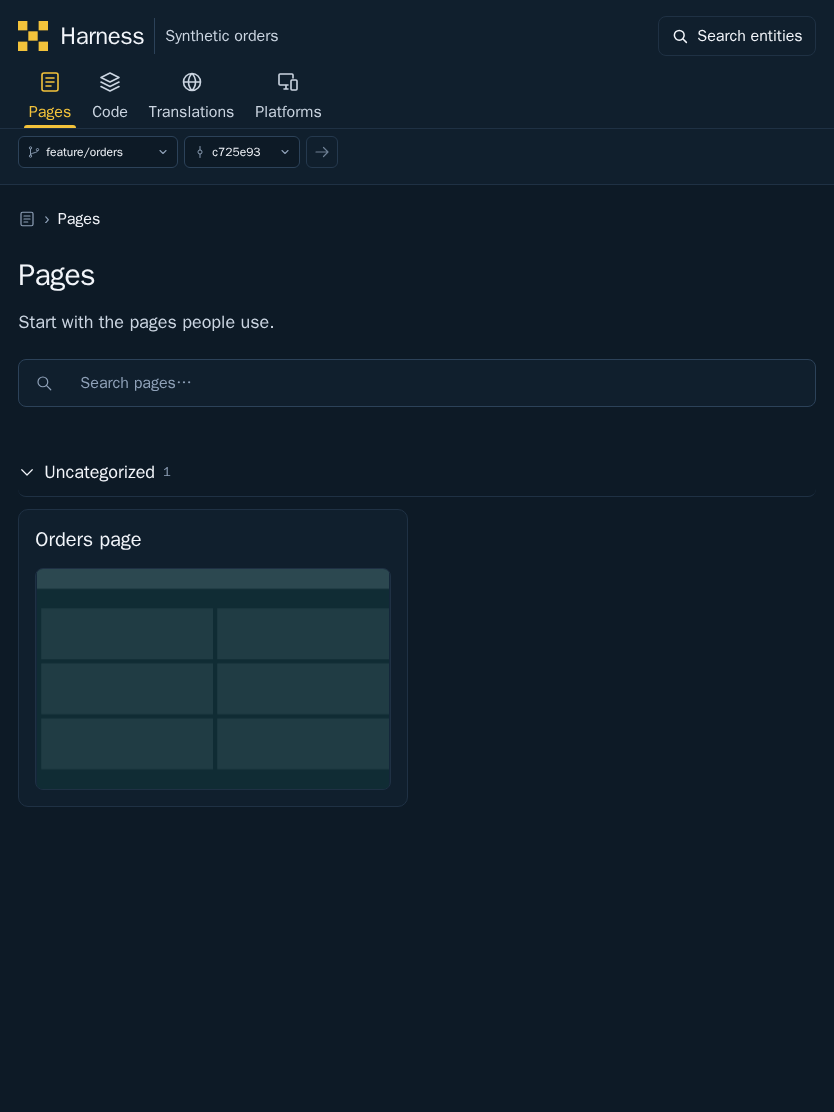 Harness
Synthetic orders
Search entities
Pages
Code
Translations
Platforms
feature/orders
c725e93
› Pages
Pages
Start with the pages people use.
Search pages…
Uncategorized 1
Orders page